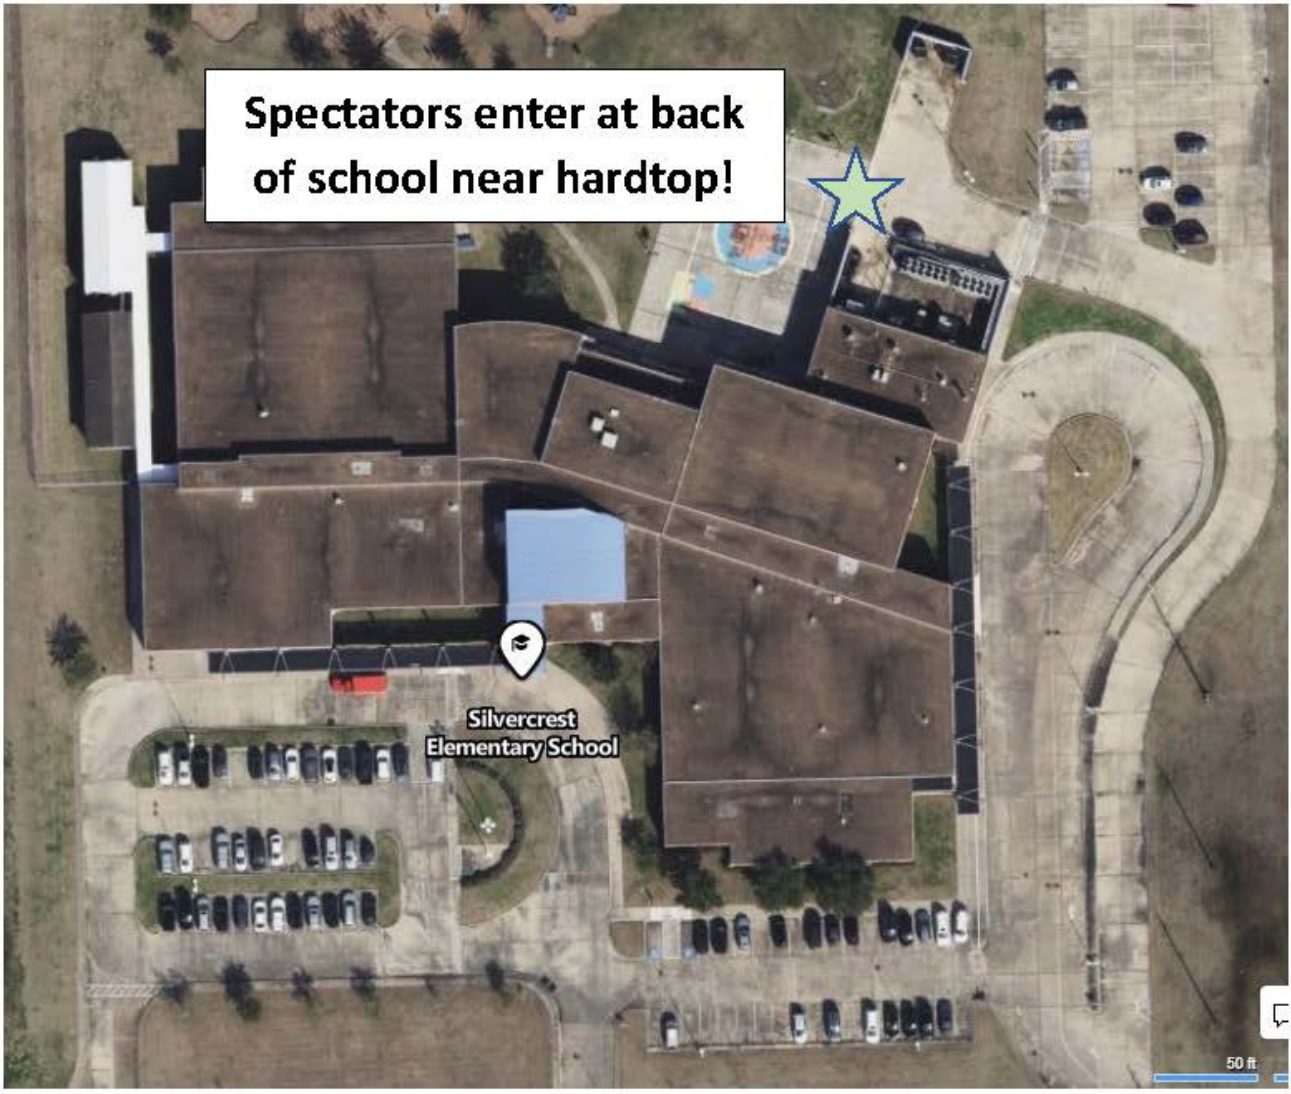 Spectators enter at back
of school near hardtop!
Silvercrest
Elementary School
50 ft